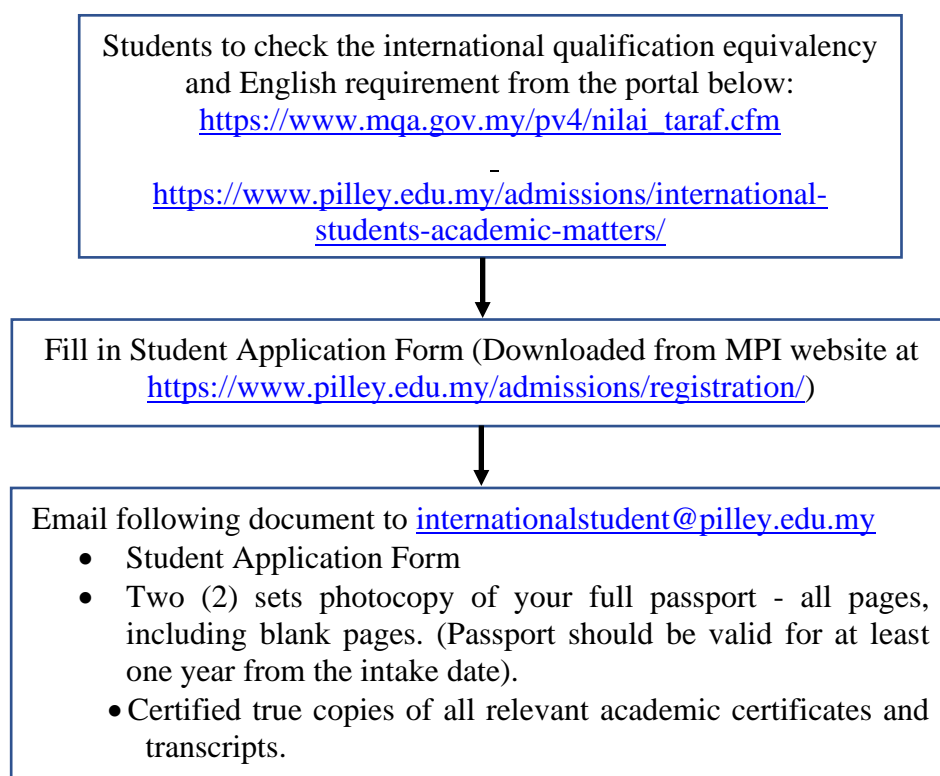 Students to check the international qualification equivalency
and English requirement from the portal below:
https://www.mqa.gov.my/pv4/nilai_taraf.cfm
https://www.pilley.edu.my/admissions/international-
students-academic-matters/
Fill in Student Application Form (Downloaded from MPI website at
https://www.pilley.edu.my/admissions/registration/)
Email following document to internationalstudent@pilley.edu.my
• Student Application Form
• Two (2) sets photocopy of your full passport - all pages,
including blank pages. (Passport should be valid for at least
one year from the intake date).
• Certified true copies of all relevant academic certificates and
transcripts.